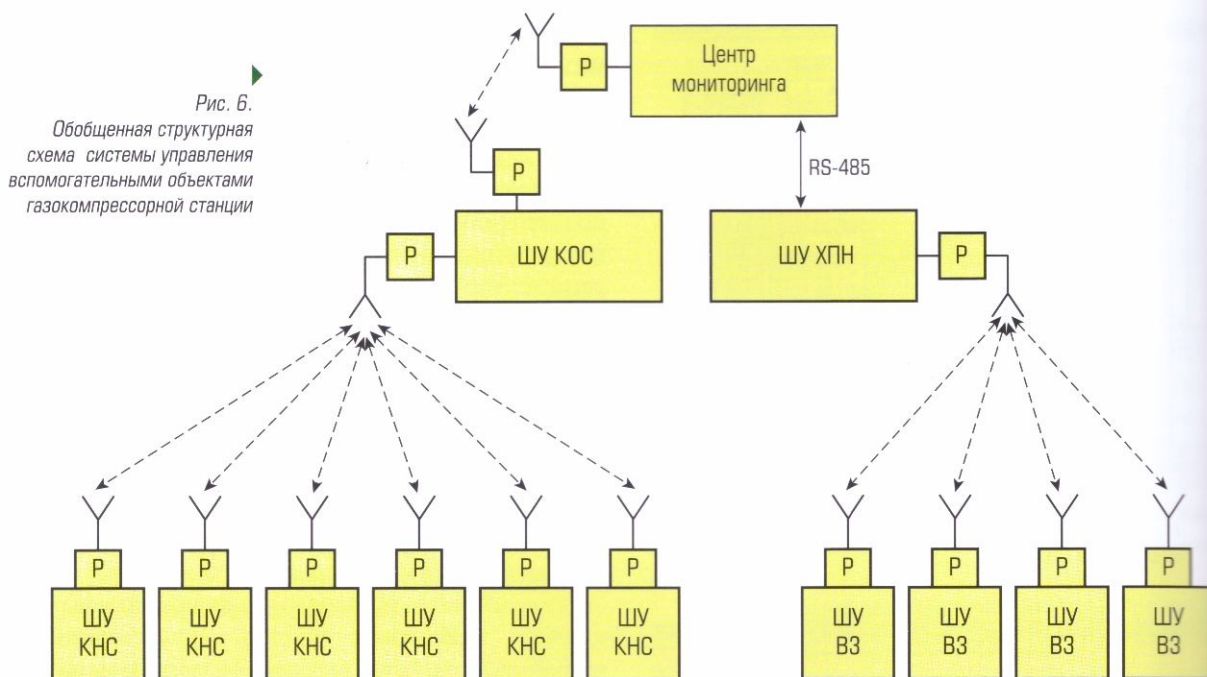 Рис. 6.
Обобщенная структурная
схема системы управления
вспомогательными объектами
газокомпрессорной станции
Р
Центр
мониторинга
Р
RS-485
Р
ШУ КОС
ШУ ХПН
Р
Р
Р
Р
Р
Р
Р
Р
Р
Р
Р
ШУ
КНС
ШУ
КНС
ШУ
КНС
ШУ
КНС
ШУ
КНС
ШУ
КНС
ШУ
ВЗ
ШУ
ВЗ
ШУ
ВЗ
ШУ
ВЗ